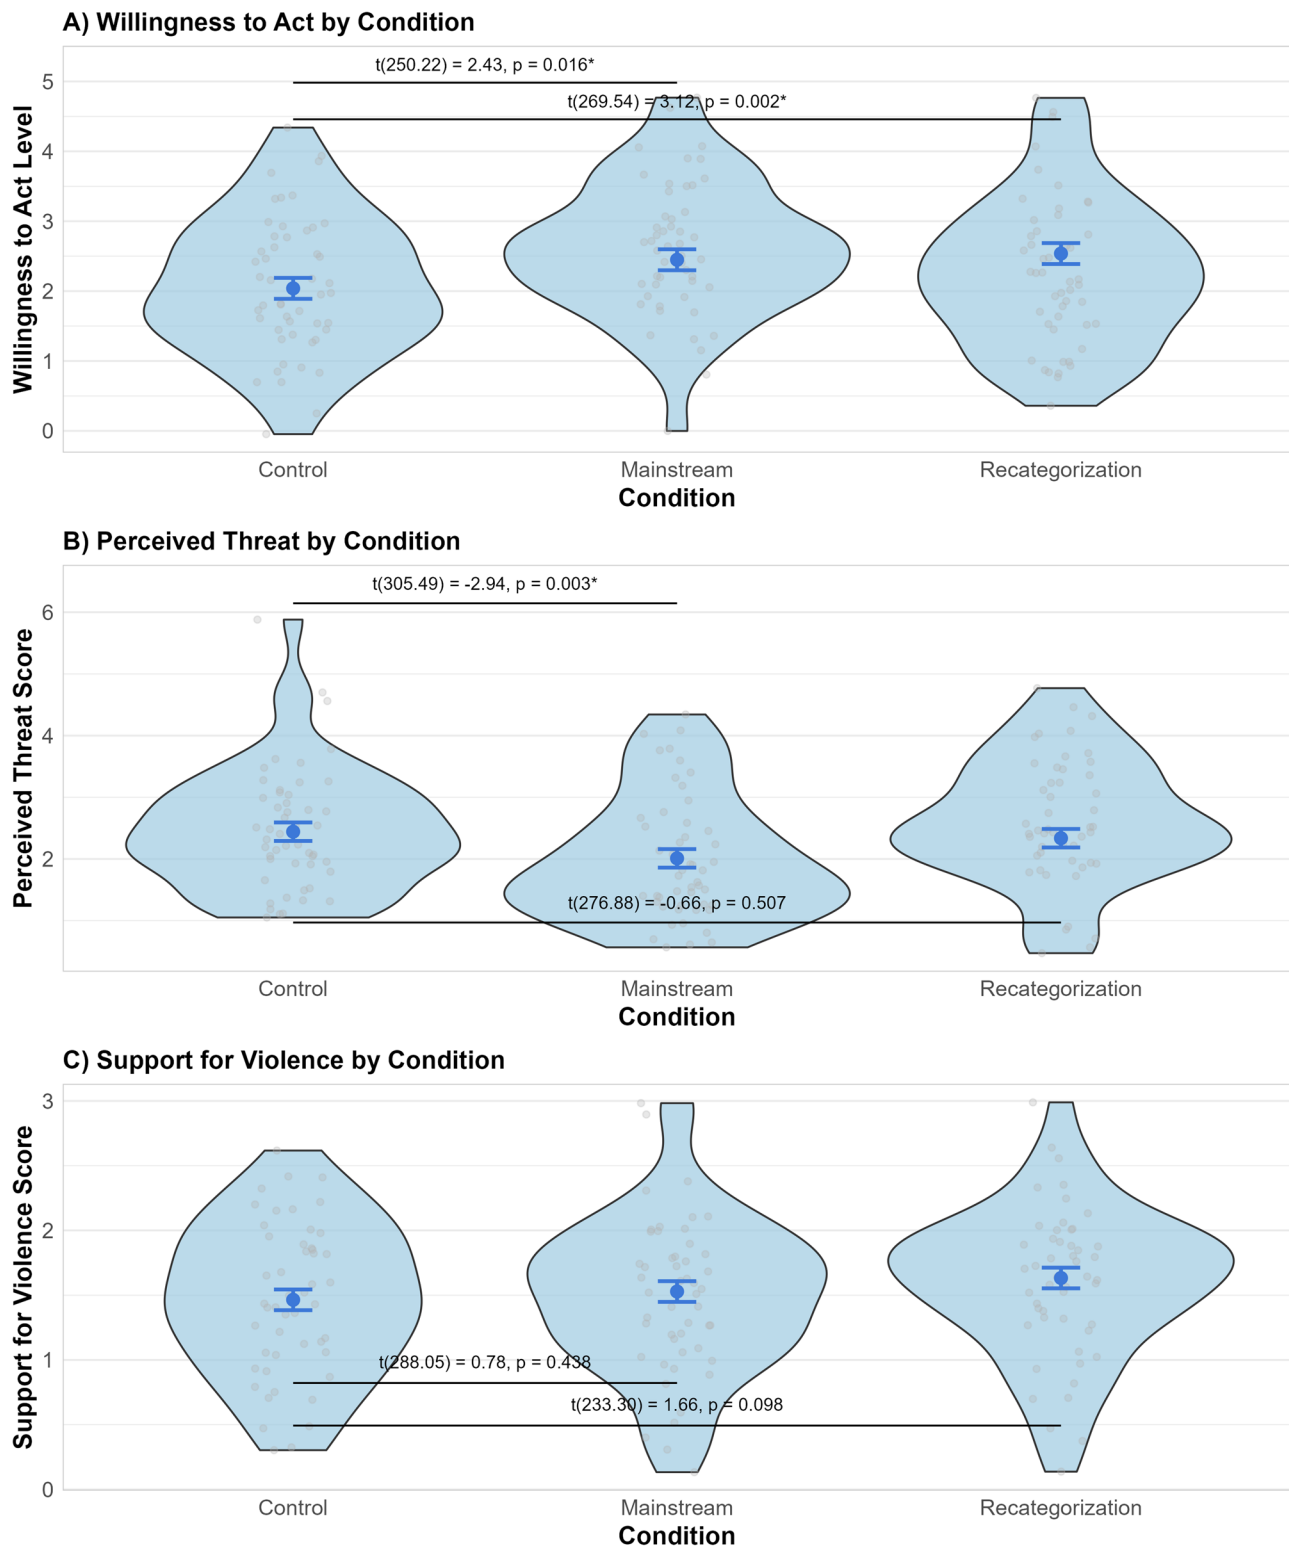 A) Willingness to Act by Condition
t(250.22) = 2.43, p = 0.016*
t(269.54) = 3.12, p = 0.002*
Willingness to Act Level
5
4
3
2
1
0
Control Mainstream Recategorization
Condition
B) Perceived Threat by Condition
t(305.49) = -2.94, p = 0.003*
Perceived Threat Score
6
4
2
t(276.88) = -0.66, p = 0.507
Control Mainstream Recategorization
Condition
C) Support for Violence by Condition
Support for Violence Score
3
2
1
0
t(288.05) = 0.78, p = 0.438
t(233.30) = 1.66, p = 0.098
Control Mainstream Recategorization
Condition